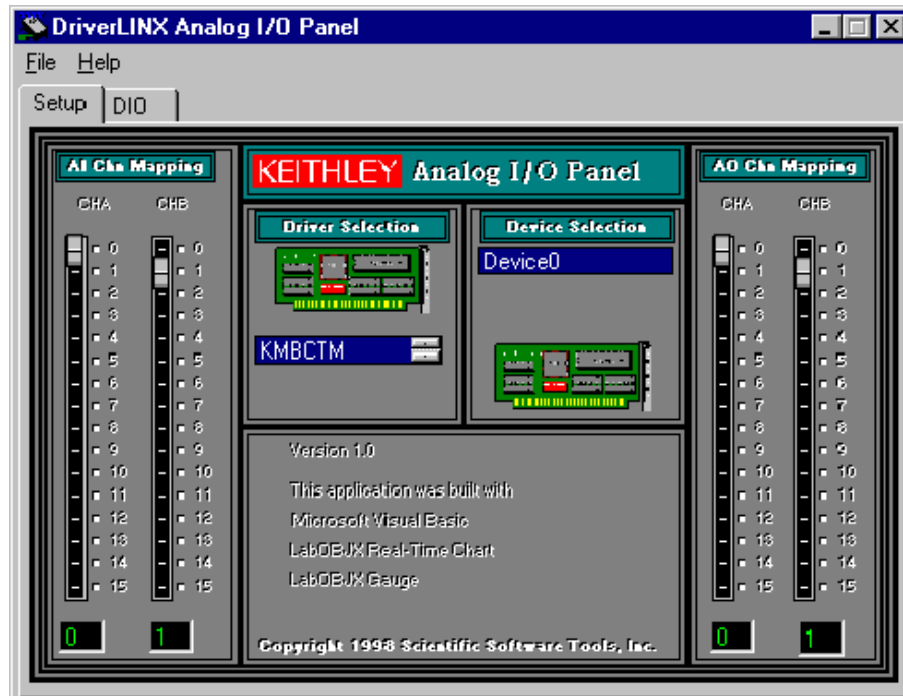 DriverLINX Analog I/O Panel
File Help
Setup DIO
AI Chn Mapping
CHA CHB
0 0
1 1
2 2
3 3
4 4
5 5
6 6
7 7
8 8
9 9
10 10
11 11
12 12
13 13
14 14
15 15
0 1
KEITHLEY Analog I/O Panel
Driver Selection
KMBCTM
Device Selection
Device0
Version 1.0
This application was built with
Microsoft Visual Basic
LabOBJX Real-Time Chart
LabOBJX Gauge
Copyright 1998 Scientific Software Tools, Inc.
AO Chn Mapping
CHA CHB
0 0
1 1
2 2
3 3
4 4
5 5
6 6
7 7
8 8
9 9
10 10
11 11
12 12
13 13
14 14
15 15
0 1